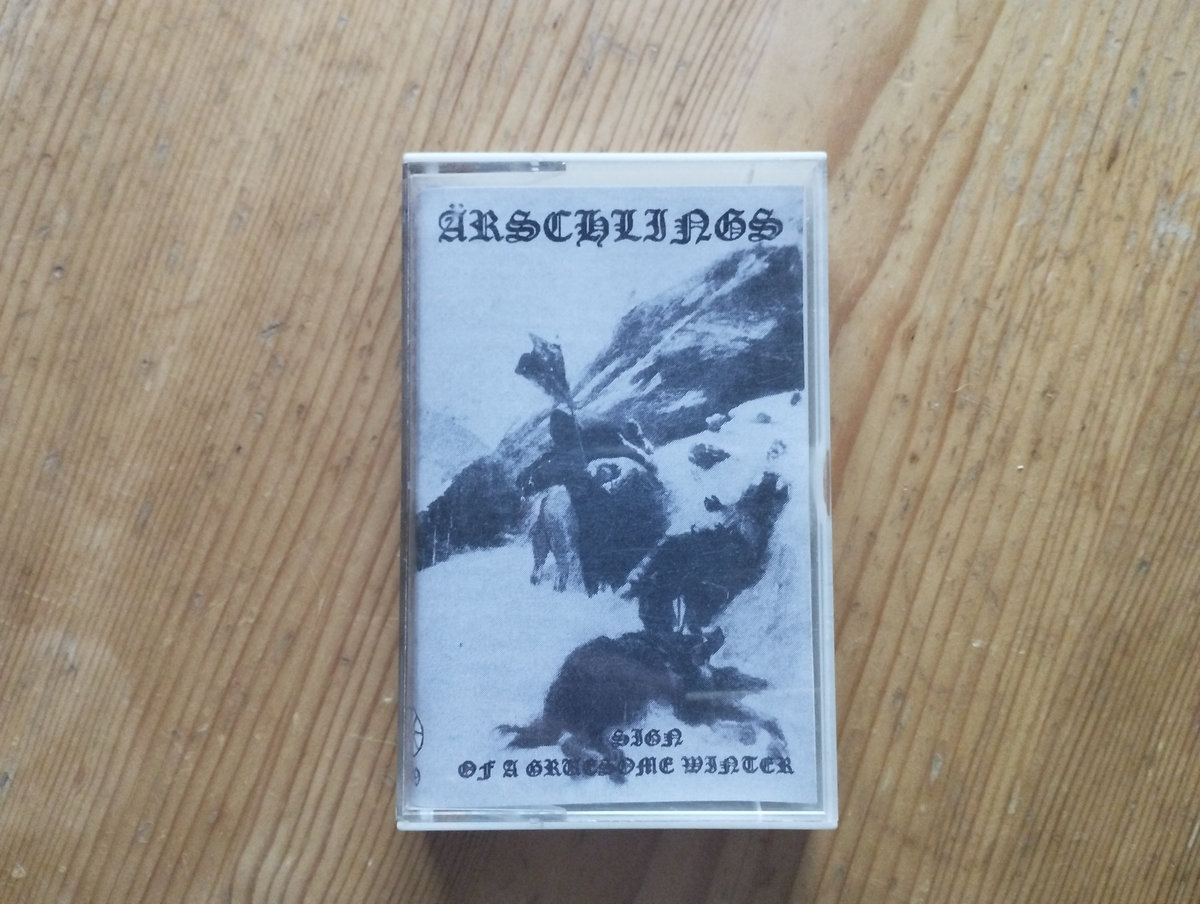 ÄRSCHLINGS
SIGN
OF A GRUESOME WINTER